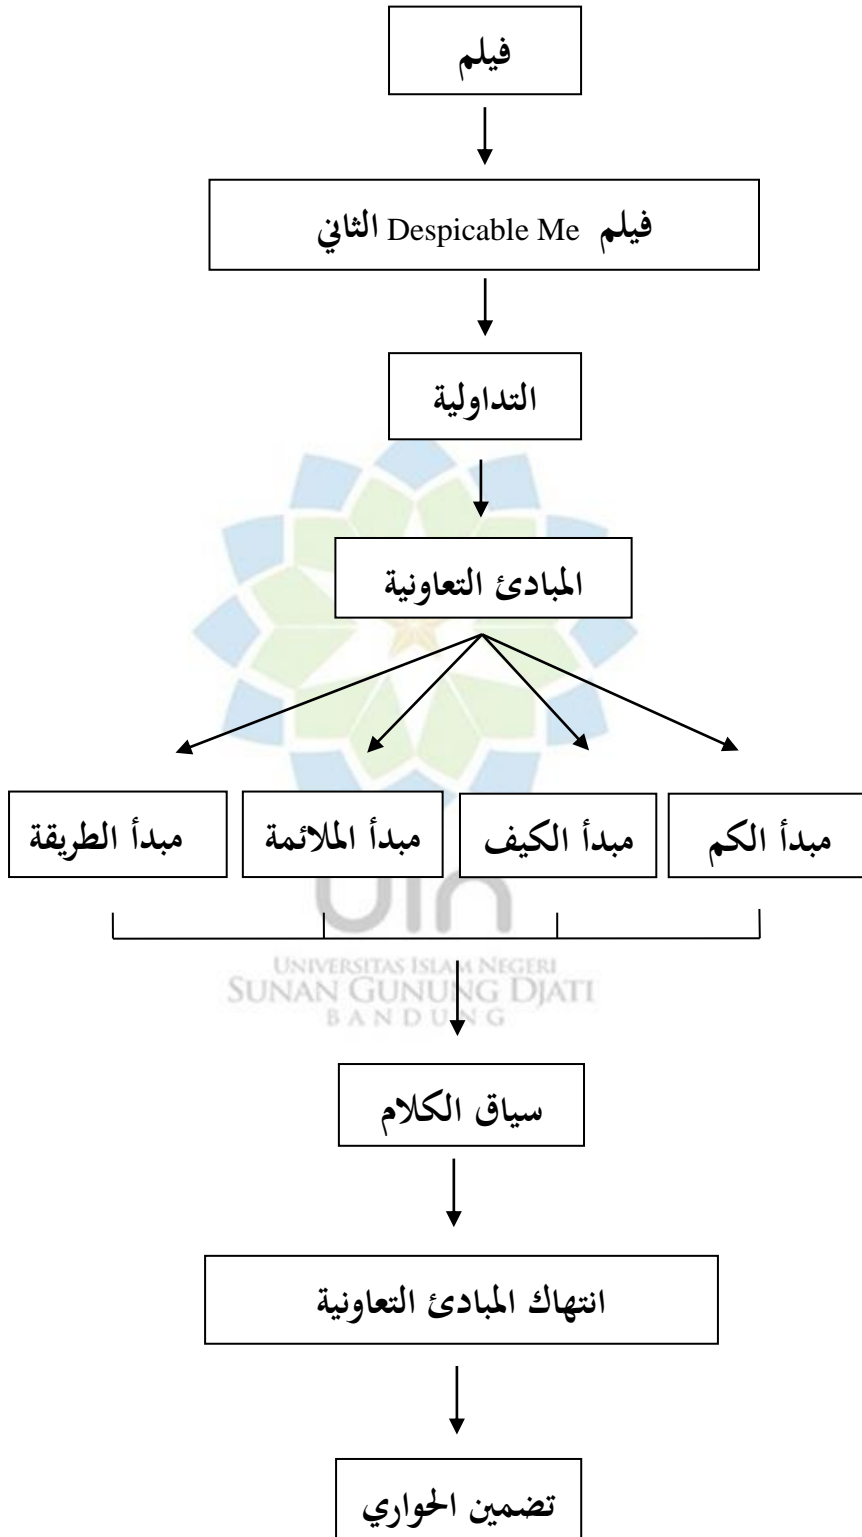 فيلم
فيلم Despicable Me الثاني
التداولية
المبادئ التعاونية
مبدأ الكم
مبدأ الكيف
مبدأ الملائمة
مبدأ الطريقة
uin
UNIVERSITAS ISLAM NEGERI
SUNAN GUNUNG DJATI
BANDUNG
سياق الكلام
انتهاك المبادئ التعاونية
تضمين الحواري